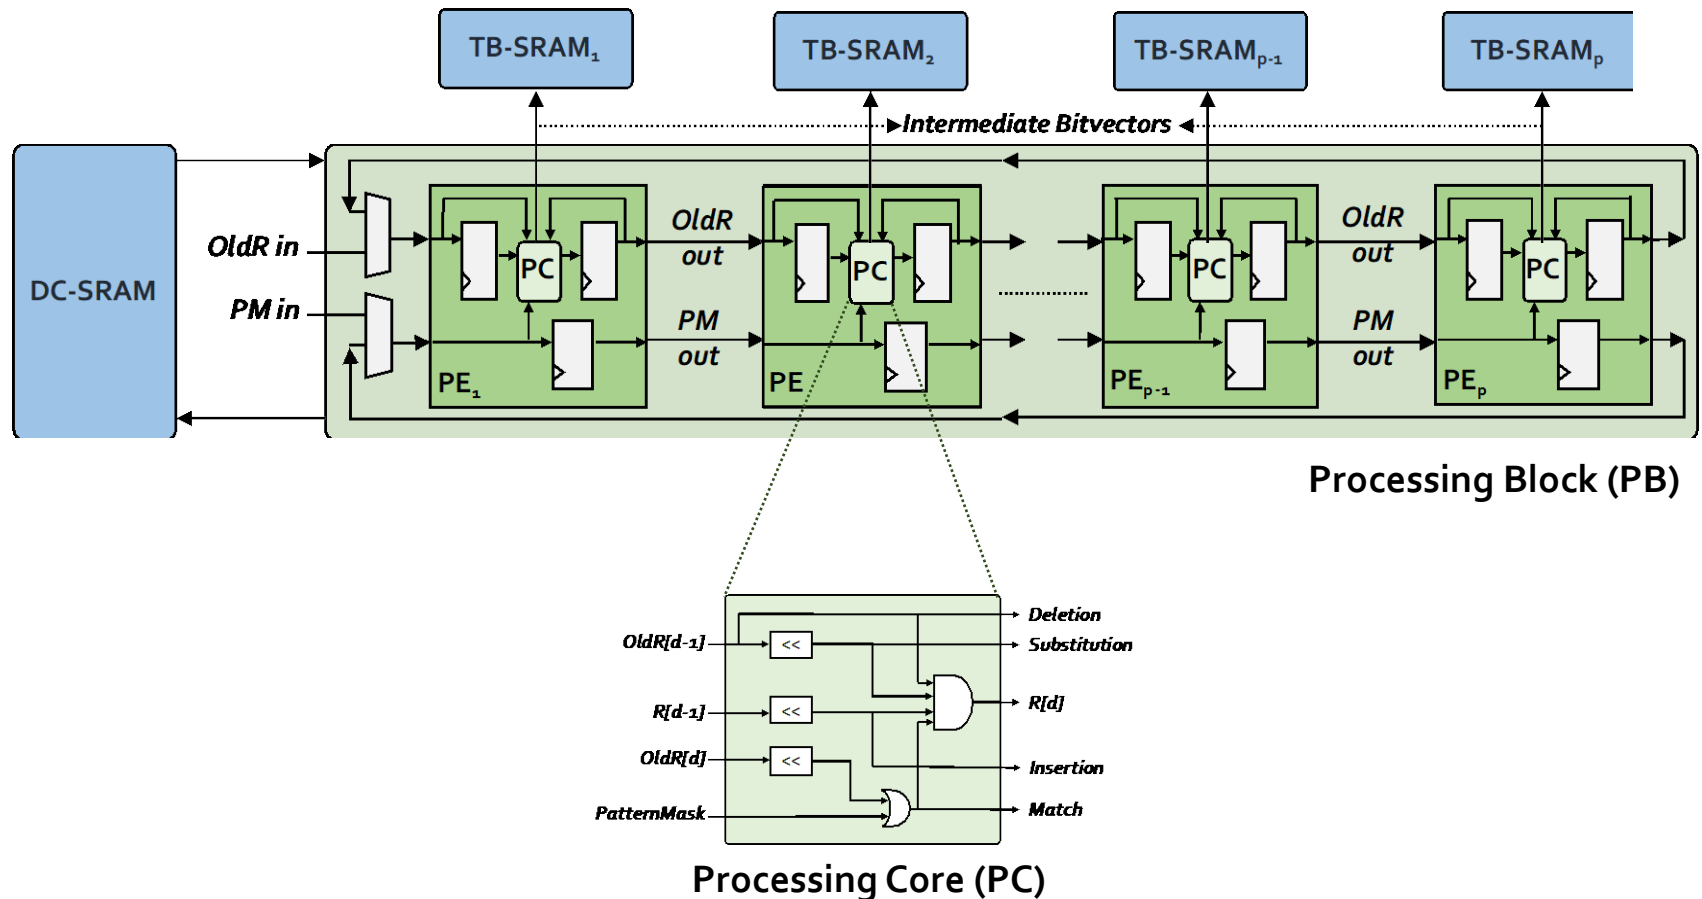 TB-SRAM₁
TB-SRAM₂
TB-SRAMₚ₋₁
TB-SRAMₚ
Intermediate Bitvectors
DC-SRAM
OldR in
PM in
PC
PE₁
OldR
out
PM
out
PC
PE
PC
PEₚ₋₁
OldR
out
PM
out
PC
PEₚ
Processing Block (PB)
OldR[d-1]
<<
R[d-1]
<<
OldR[d]
<<
PatternMask
Deletion
Substitution
R[d]
Insertion
Match
Processing Core (PC)